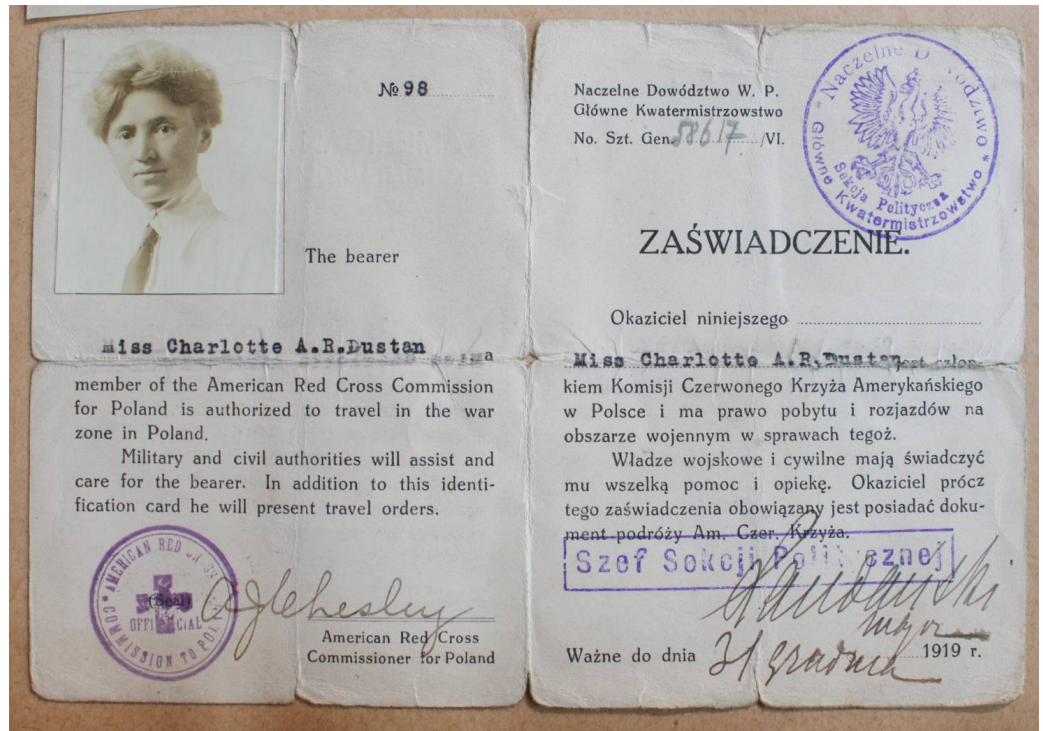 № 98
The bearer
Miss Charlotte A.R.Dustan a
member of the American Red Cross Commission
for Poland is authorized to travel in the war
zone in Poland.
Military and civil authorities will assist and
care for the bearer. In addition to this identi-
fication card he will present travel orders.
AMERICAN RED
COMMISSION TO
(Seal)
OFFICIAL
AJChesley
American Red Cross
Commissioner for Poland
Naczelne Dowództwo W. P.
Główne Kwatermistrzowstwo
No. Szt. Gen. /VI.
Naczelne
Główne Kwatermistrzowstwo
Sekcja Polityczna
ZAŚWIADCZENIE.
Okaziciel niniejszego
Miss Charlotte A.R,Dustan jest człon-
kiem Komisji Czerwonego Krzyża Amerykańskiego
w Polsce i ma prawo pobytu i rozjazdów na
obszarze wojennym w sprawach tegoż.
Władze wojskowe i cywilne mają świadczyć
mu wszelką pomoc i opiekę. Okaziciel prócz
tego zaświadczenia obowiązany jest posiadać doku-
ment podróży Am. Czer. Krzyża.
Szef Sekcji Politycznej
Ważne do dnia 31 grudnia 1919 r.